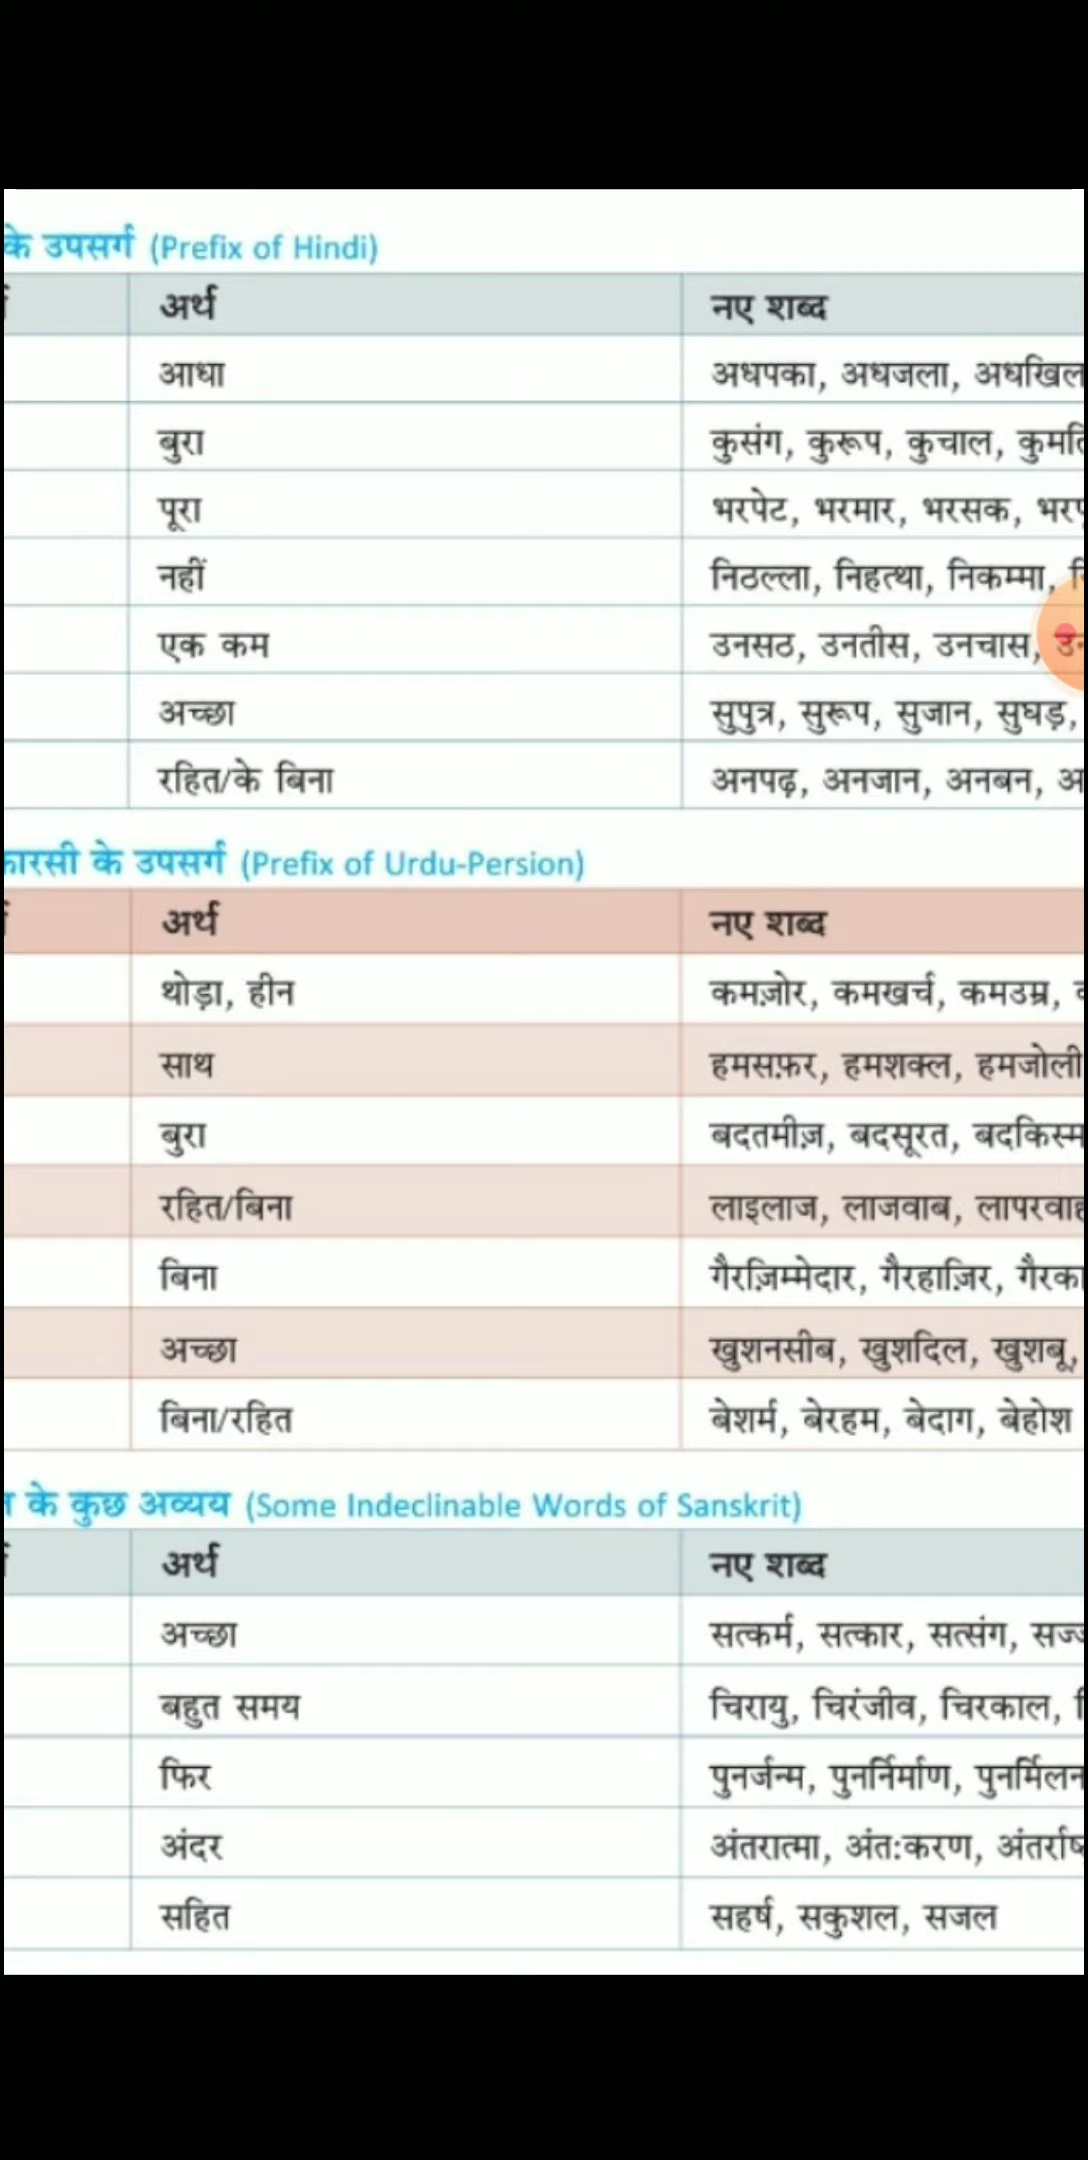 के उपसर्ग (Prefix of Hindi)
अर्थ नए शब्द
आधा अधपका, अधजला,
बुरा कुसंग, कुरूप, कुचाल,
पूरा भरपेट, भरमार, भरसक,
नहीं निठल्ला, निहत्था, निकम्मा,
एक कम उनसठ, उनतीस, उनचास,
अच्छा सुपुत्र, सुरूप, सुजान, सुघड़,
रहित/के बिना अनपढ़, अनजान, अनबन,
के उपसर्ग (Prefix of Urdu-Persion)
अर्थ नए शब्द
थोड़ा, हीन कमज़ोर, कमखर्च, कमउम्र,
साथ हमसफ़र, हमशक्ल, हमजोली
बुरा बदतमीज़, बदसूरत,
रहित/बिना लाइलाज, लाजवाब,
बिना गैरज़िम्मेदार, गैरहाज़िर,
अच्छा खुशनसीब, खुशदिल, खुशबू,
बिना/रहित बेशर्म, बेरहम, बेदाग, बेहोश
के कुछ अव्यय (Some Indeclinable Words of Sanskrit)
अर्थ नए शब्द
अच्छा सत्कर्म, सत्कार, सत्संग,
बहुत समय चिरायु, चिरंजीव, चिरकाल,
फिर पुनर्जन्म, पुनर्निर्माण, पुनर्मिलन
अंदर अंतरात्मा, अंत:करण,
सहित सहर्ष, सकुशल, सजल